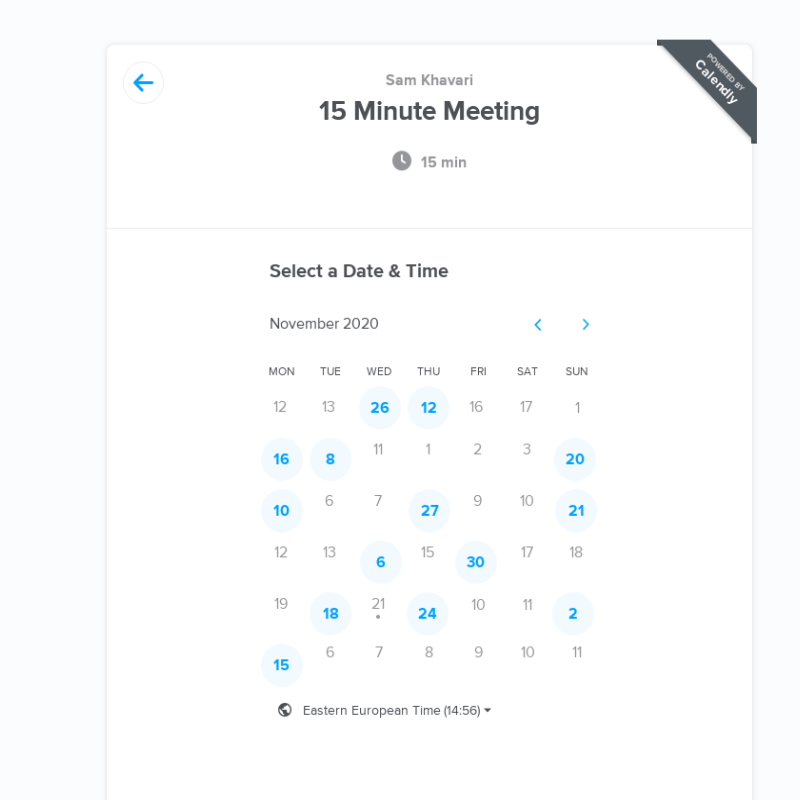 POWERED BY
Calendly
Sam Khavari
15 Minute Meeting
15 min
Select a Date & Time
November 2020
MON TUE WED THU FRI SAT SUN
12 13 26 12 16 17 1
16 8 11 1 2 3 20
10 6 7 27 9 10 21
12 13 6 15 30 17 18
19 18 21 24 10 11 2
15 6 7 8 9 10 11
Eastern European Time (14:56)